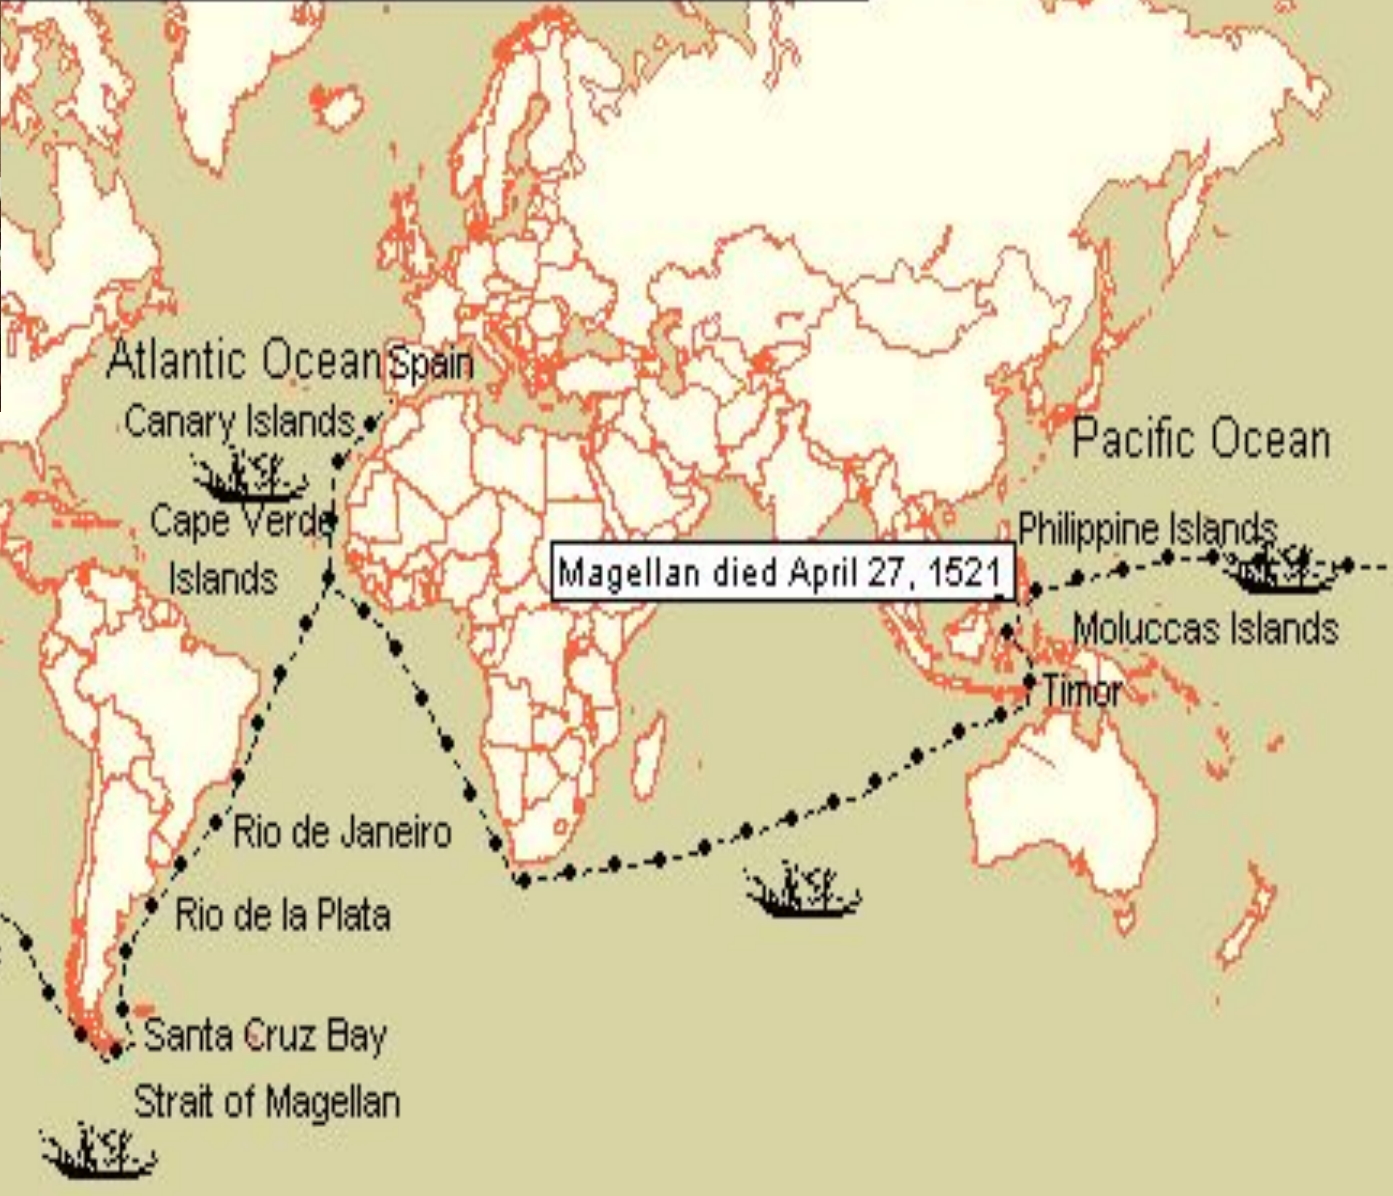 Atlantic Ocean
Spain
Canary Islands
Pacific Ocean
Cape Verde
Islands
Philippine Islands
Magellan died April 27, 1521
Moluccas Islands
Timor
Rio de Janeiro
Rio de la Plata
Santa Cruz Bay
Strait of Magellan